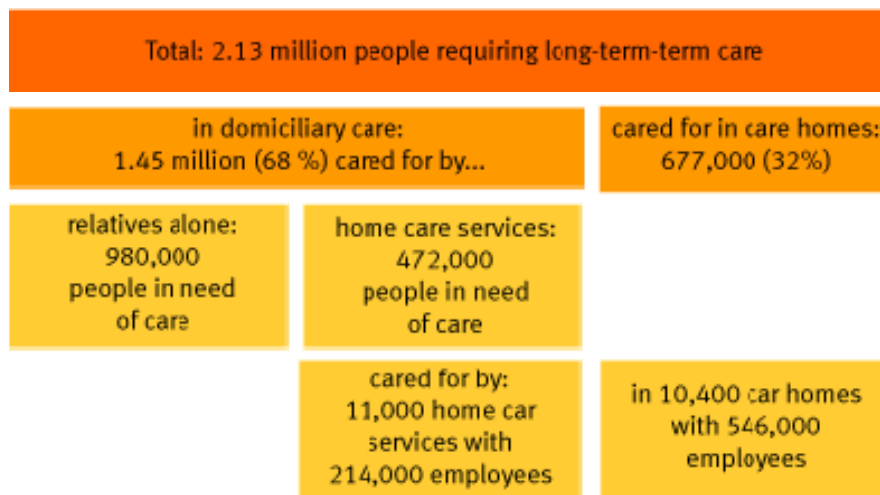 Total: 2.13 million people requiring long-term-term care
in domiciliary care:
1.45 million (68 %) cared for by...
cared for in care homes:
677,000 (32%)
relatives alone:
980,000
people in need
of care
home care services:
472,000
people in need
of care
cared for by:
11,000 home car
services with
214,000 employees
in 10,400 car homes
with 546,000
employees